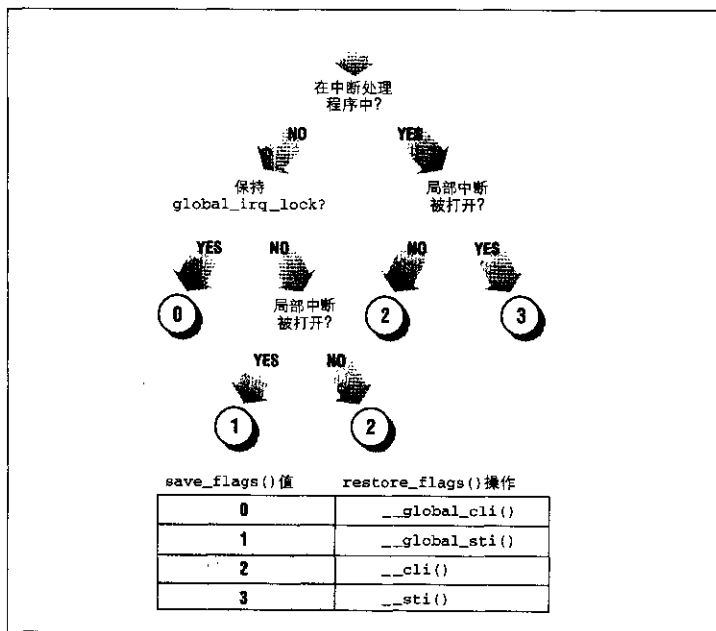 在中断处理
程序中?
NO
YES
保持
global_irq_lock?
局部中断
被打开?
YES
NO
NO
YES
0
局部中断
被打开?
2
3
YES
NO
1
2
save_flags()值
restore_flags()操作
0
__global_cli()
1
__global_sti()
2
__cli()
3
__sti()